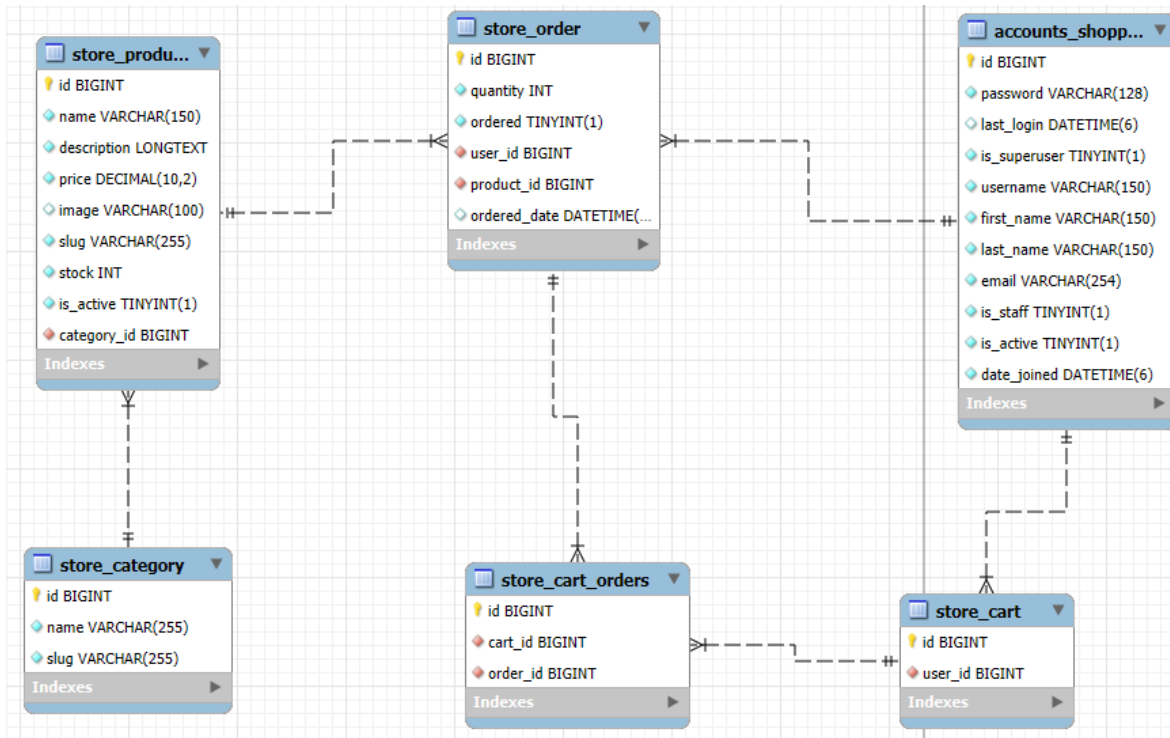 store_produ...
id BIGINT
name VARCHAR(150)
description LONGTEXT
price DECIMAL(10,2)
image VARCHAR(100)
slug VARCHAR(255)
stock INT
is_active TINYINT(1)
category_id BIGINT
Indexes
store_order
id BIGINT
quantity INT
ordered TINYINT(1)
user_id BIGINT
product_id BIGINT
ordered_date DATETIME(...
Indexes
accounts_shopp...
id BIGINT
password VARCHAR(128)
last_login DATETIME(6)
is_superuser TINYINT(1)
username VARCHAR(150)
first_name VARCHAR(150)
last_name VARCHAR(150)
email VARCHAR(254)
is_staff TINYINT(1)
is_active TINYINT(1)
date_joined DATETIME(6)
Indexes
store_category
id BIGINT
name VARCHAR(255)
slug VARCHAR(255)
Indexes
store_cart_orders
id BIGINT
cart_id BIGINT
order_id BIGINT
Indexes
store_cart
id BIGINT
user_id BIGINT
Indexes